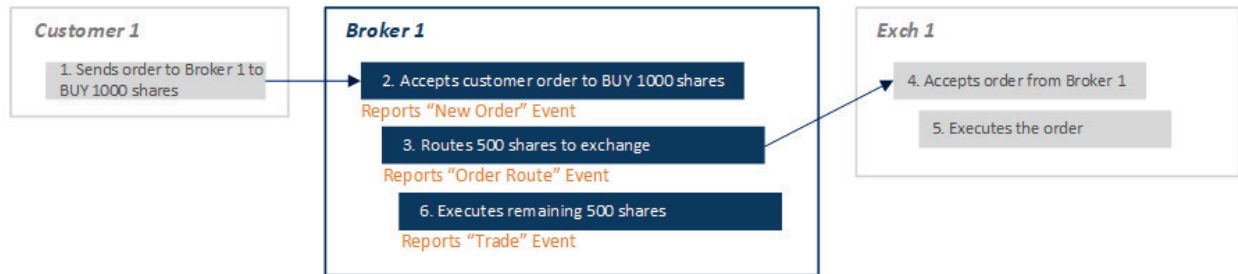 Customer 1
1. Sends order to Broker 1 to
BUY 1000 shares
Broker 1
2. Accepts customer order to BUY 1000 shares
Reports “New Order” Event
3. Routes 500 shares to exchange
Reports “Order Route” Event
6. Executes remaining 500 shares
Reports “Trade” Event
Exch 1
4. Accepts order from Broker 1
5. Executes the order